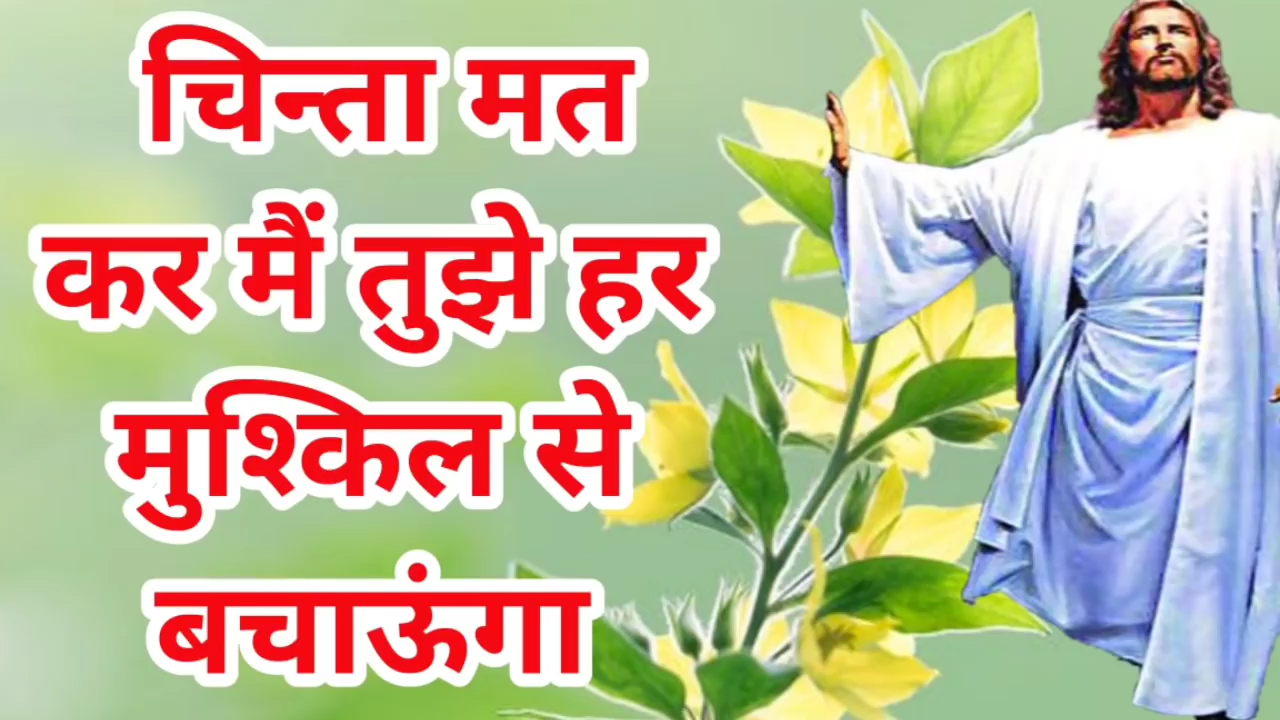 चिन्ता मत
कर मैं तुझे हर
मुश्किल से
बचाऊंगा